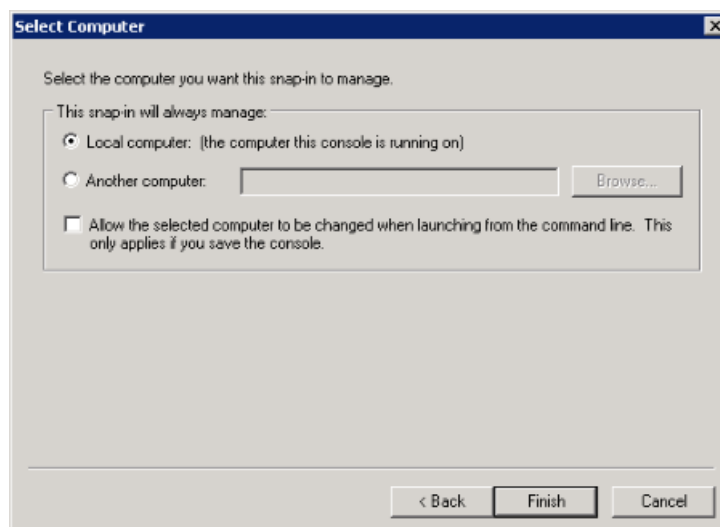 Select Computer
Select the computer you want this snap-in to manage.
This snap-in will always manage:
Local computer: (the computer this console is running on)
Another computer:
Browse...
Allow the selected computer to be changed when launching from the command line. This
only applies if you save the console.
< Back
Finish
Cancel